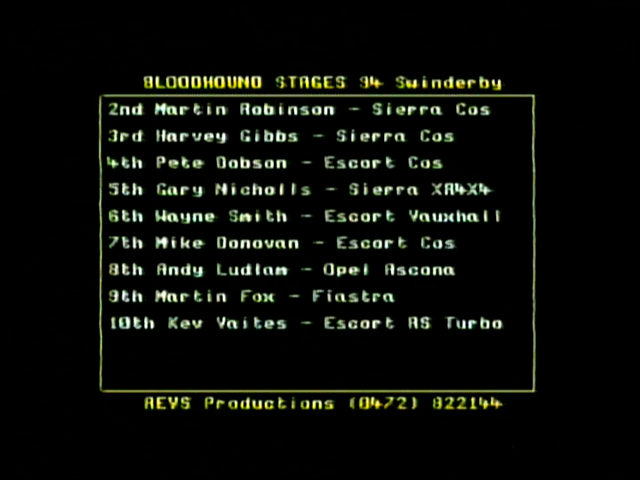 BLOODHOUND STAGES 94 Swinderby
2nd Martin Robinson - Sierra Cos
3rd Harvey Gibbs - Sierra Cos
4th Pete Dobson - Escort Cos
5th Gary Nicholls - Sierra XR4X4
6th Wayne Smith - Escort Vauxhall
7th Mike Donovan - Escort Cos
8th Andy Ludlam - Opel Ascona
9th Martin Fox - Fiastra
10th Kev Vaites - Escort RS Turbo
REVS Productions (0472) 822144